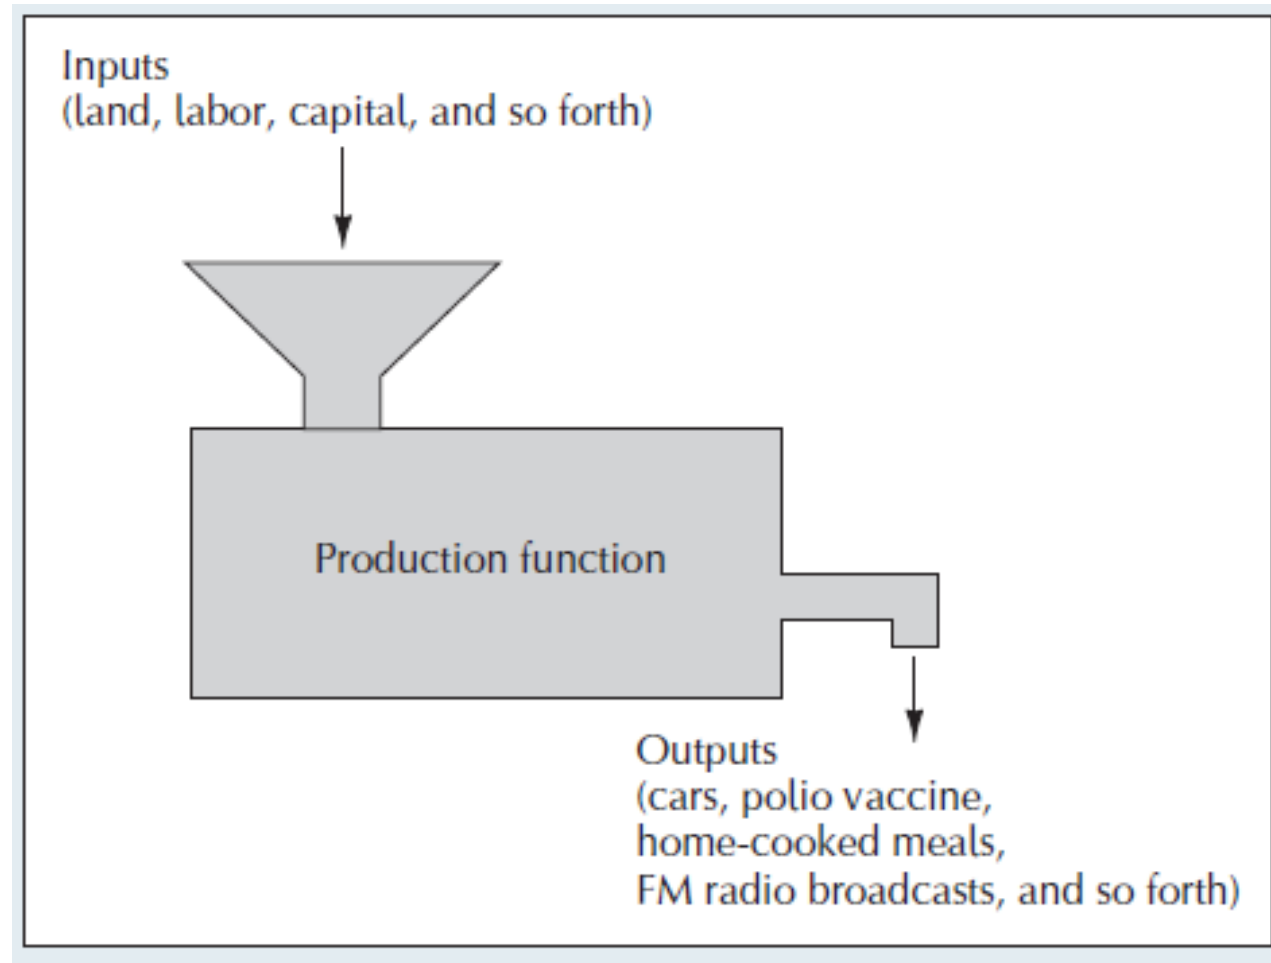 Inputs
(land, labor, capital, and so forth)
Production function
Outputs
(cars, polio vaccine,
home-cooked meals,
FM radio broadcasts, and so forth)